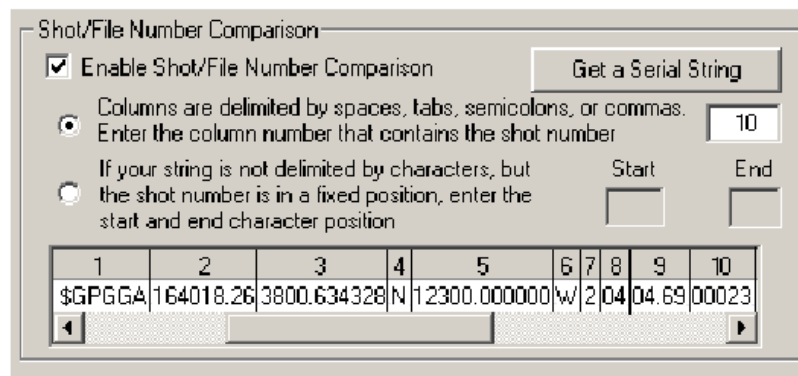 Shot/File Number Comparison
Enable Shot/File Number Comparison
Get a Serial String
Columns are delimited by spaces, tabs, semicolons, or commas.
Enter the column number that contains the shot number
10
If your string is not delimited by characters, but
the shot number is in a fixed position, enter the
start and end character position
Start End
1 2 3 4 5 6 7 8 9 10
$GPGGA 164018.26 3800.634328 N 12300.000000 W 2 04 04.69 00023